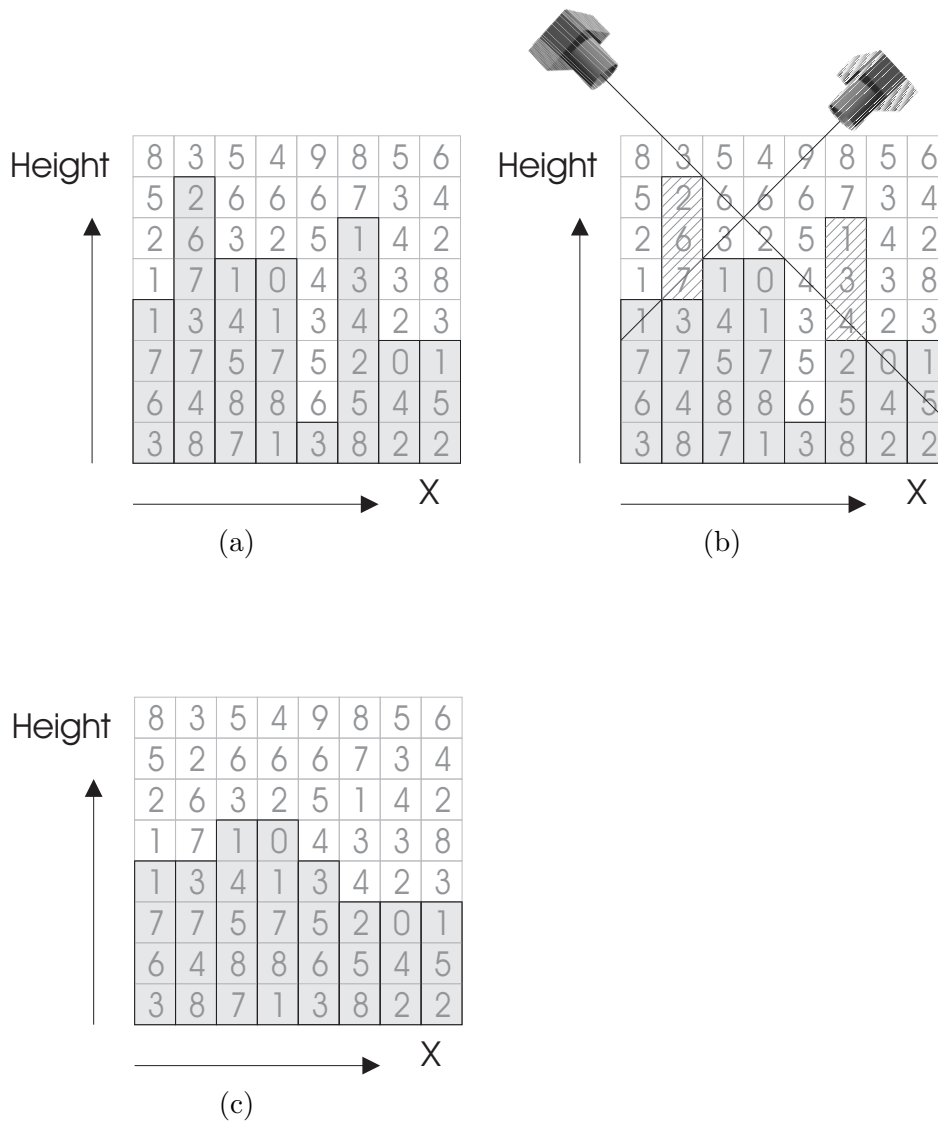 Height
8 3 5 4 9 8 5 6
5 2 6 6 6 7 3 4
2 6 3 2 5 1 4 2
1 7 1 0 4 3 3 8
1 3 4 1 3 4 2 3
7 7 5 7 5 2 0 1
6 4 8 8 6 5 4 5
3 8 7 1 3 8 2 2
X
(a)
Height
8 3 5 4 9 8 5 6
5 2 6 6 6 7 3 4
2 6 3 2 5 1 4 2
1 7 1 0 4 3 3 8
1 3 4 1 3 4 2 3
7 7 5 7 5 2 0 1
6 4 8 8 6 5 4 5
3 8 7 1 3 8 2 2
X
(b)
Height
8 3 5 4 9 8 5 6
5 2 6 6 6 7 3 4
2 6 3 2 5 1 4 2
1 7 1 0 4 3 3 8
1 3 4 1 3 4 2 3
7 7 5 7 5 2 0 1
6 4 8 8 6 5 4 5
3 8 7 1 3 8 2 2
X
(c)